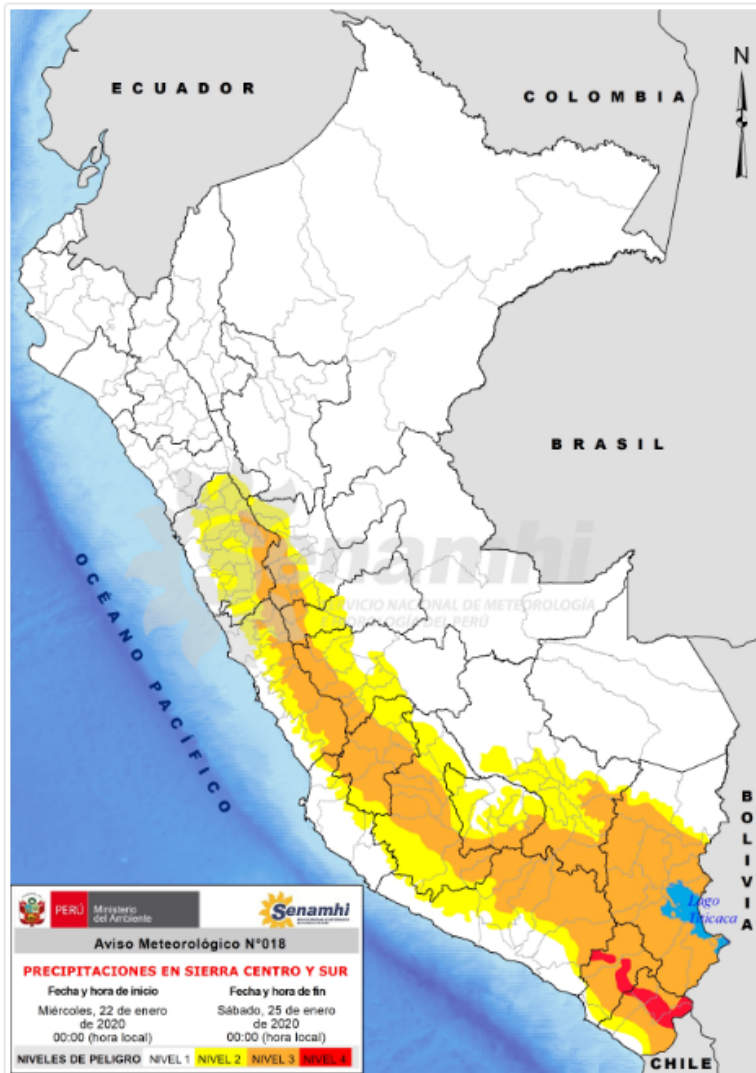 ECUADOR
COLOMBIA
N
BRASIL
Senamhi
SERVICIO NACIONAL DE METEOROLOGÍA
E HIDROLOGÍA DEL PERÚ
OCÉANO PACÍFICO
BOLIVIA
Lago
Titicaca
CHILE
PERÚ
Ministerio
del Ambiente
Senamhi
Aviso Meteorológico N°018
PRECIPITACIONES EN SIERRA CENTRO Y SUR
Fecha y hora de inicio
Miércoles, 22 de enero
de 2020
00:00 (hora local)
Fecha y hora de fin
Sábado, 25 de enero
de 2020
00:00 (hora local)
NIVELES DE PELIGRO NIVEL 1 NIVEL 2 NIVEL 3 NIVEL 4